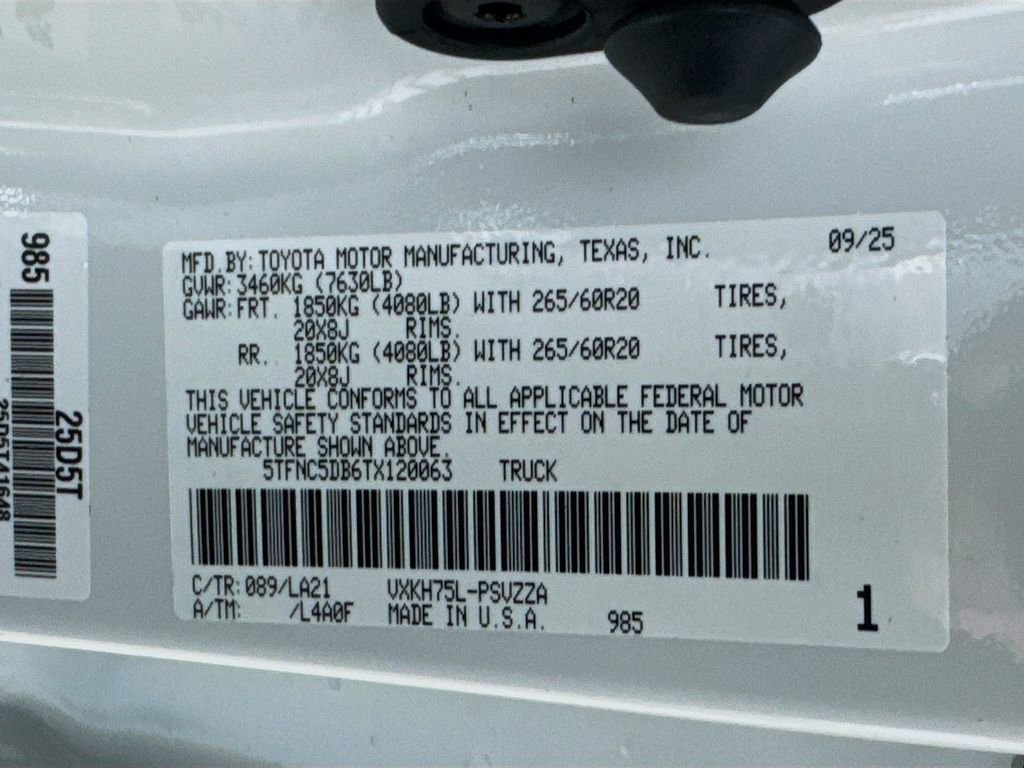 985
25D5T
25D5T41648
MFD.BY:TOYOTA MOTOR MANUFACTURING, TEXAS, INC. 09/25
GVWR:3460KG (7630LB)
GAWR:FRT. 1850KG (4080LB) WITH 265/60R20 TIRES,
20X8J RIMS.
RR. 1850KG (4080LB) WITH 265/60R20 TIRES,
20X8J RIMS.
THIS VEHICLE CONFORMS TO ALL APPLICABLE FEDERAL MOTOR
VEHICLE SAFETY STANDARDS IN EFFECT ON THE DATE OF
MANUFACTURE SHOWN ABOVE.
5TFNC5DB6TX120063 TRUCK
C/TR:089/LA21 VXKH75L-PSVZZA
A/TM: /L4A0F MADE IN U.S.A. 985 1